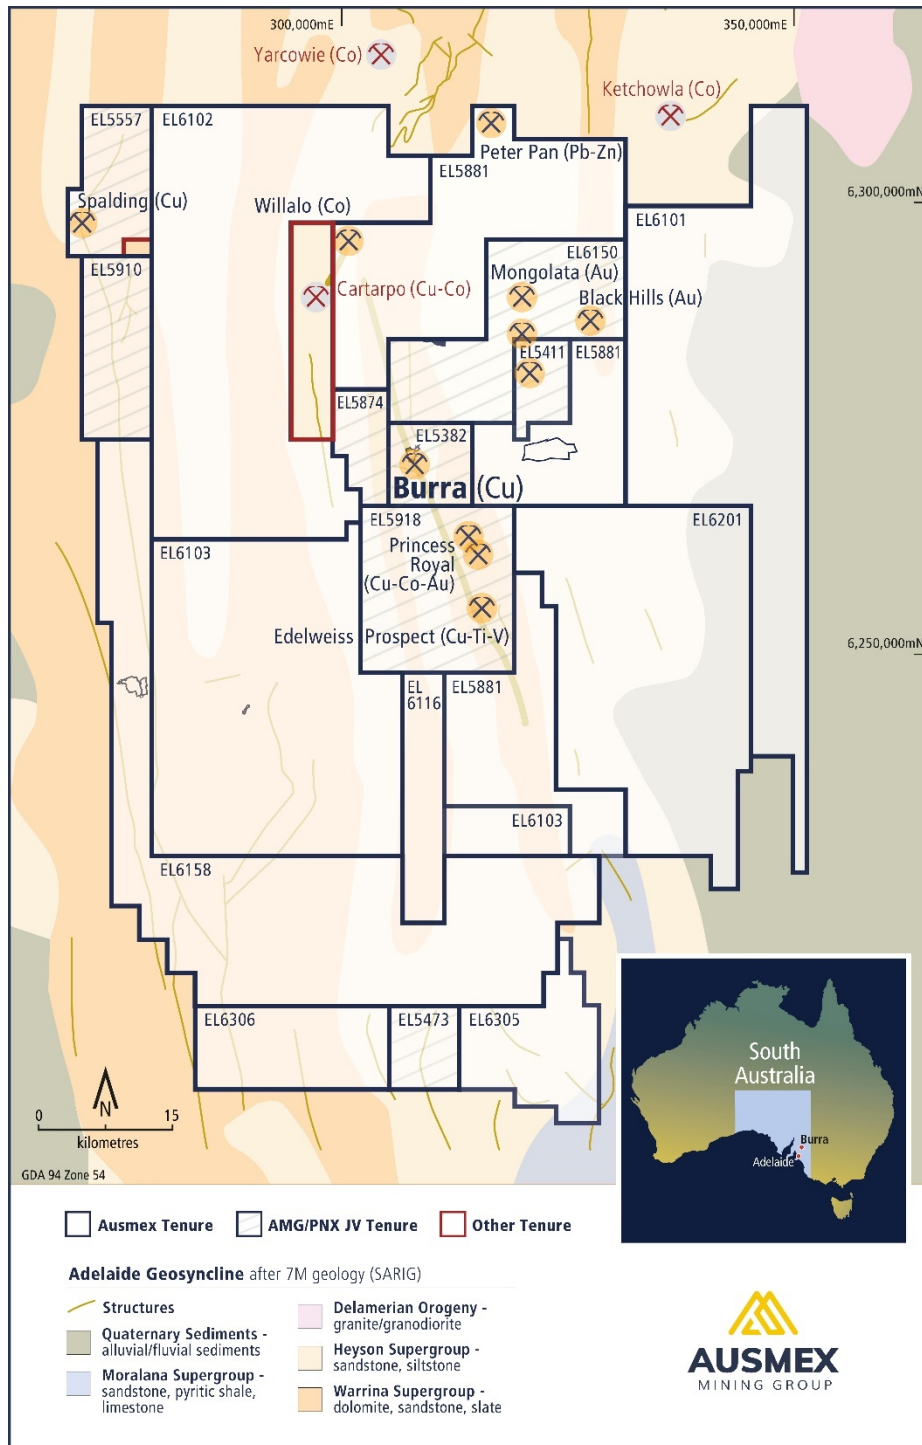 300,000mE
350,000mE
Yarcowie (Co)
Ketchowla (Co)
EL5557
EL6102
Peter Pan (Pb-Zn)
EL5881
6,300,000mN
Spalding (Cu)
Willalo (Co)
EL6101
EL6150
EL5910
Mongolata (Au)
Cartarpo (Cu-Co)
Black Hills (Au)
EL5411
EL5881
EL5874
EL5382
Burra (Cu)
EL5918
EL6201
Princess
Royal
(Cu-Co-Au)
EL6103
Edelweiss Prospect (Cu-Ti-V)
6,250,000mN
EL
6116
EL5881
EL6103
EL6158
EL6306
EL5473
EL6305
N
0
15
kilometres
GDA 94 Zone 54
South
Australia
Burra
Adelaide
Ausmex Tenure
AMG/PNX JV Tenure
Other Tenure
Adelaide Geosyncline after 7M geology (SARIG)
Structures
Quaternary Sediments -
alluvial/fluvial sediments
Moralana Supergroup -
sandstone, pyritic shale,
limestone
Delamerian Orogeny -
granite/granodiorite
Heyson Supergroup -
sandstone, siltstone
Warrina Supergroup -
dolomite, sandstone, slate
AUSMEX
MINING GROUP